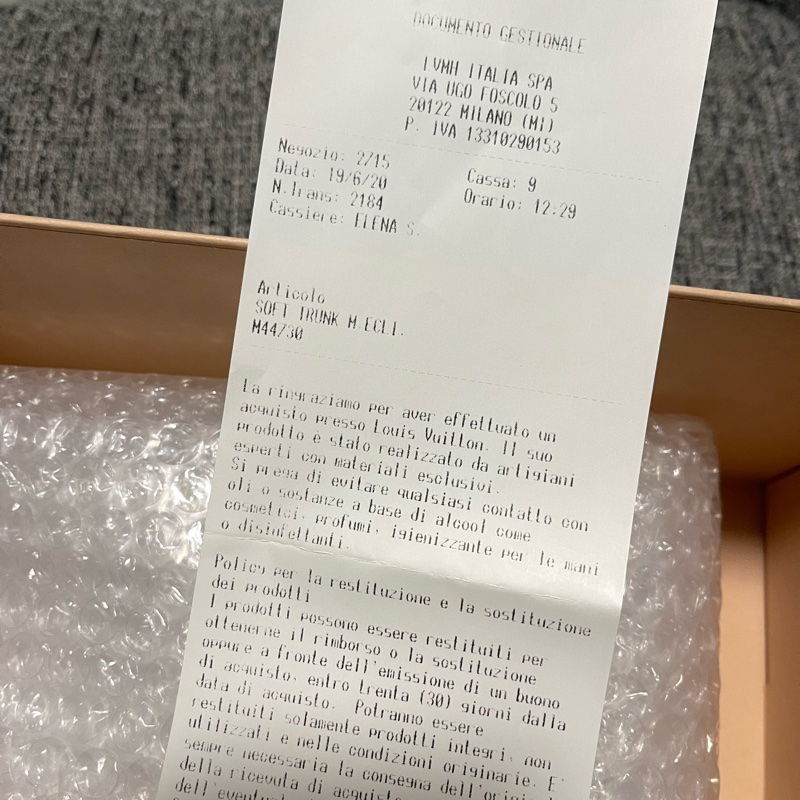 DOCUMENTO GESTIONALE
LVMH ITALIA SPA
VIA UGO FOSCOLO 5
20122 MILANO (MI)
P. IVA 13310290153
Negozio: 2715
Cassa: 9
Data: 19/6/20
Orario: 12:29
N.Trans: 2184
Cassiere: ELENA S.
Articolo
SOFT TRUNK M.ECLI.
M44730
La ringraziamo per aver effettuato un
acquisto presso Louis Vuitton. Il suo
prodotto è stato realizzato da artigiani
esperti con materiali esclusivi.
Si prega di evitare qualsiasi contatto con
oli o sostanze a base di alcool come
cosmetici, profumi, igienizzante per le mani
o disinfettanti.
Policy per la restituzione e la sostituzione
dei prodotti
I prodotti possono essere restituiti per
ottenerne il rimborso o la sostituzione
oppure a fronte dell'emissione di un buono
di acquisto, entro trenta (30) giorni dalla
data di acquisto. Potranno essere
restituiti solamente prodotti integri, non
utilizzati e nelle condizioni originarie. E'
sempre necessaria la consegna
della ricevuta di acquisto